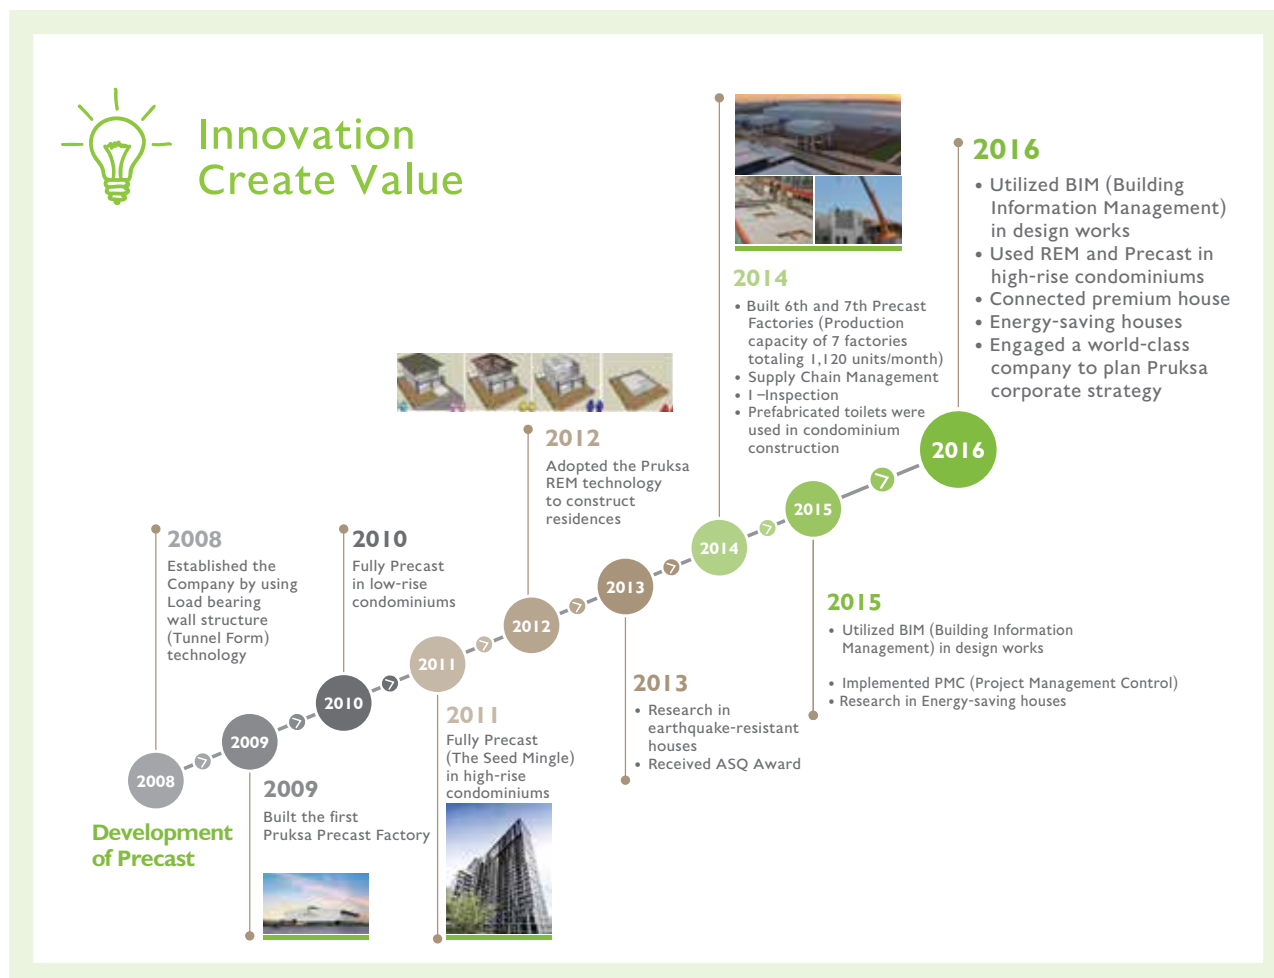 Innovation
Create Value
2008
Established the
Company by using
Load bearing
wall structure
(Tunnel Form)
technology
2008
Development
of Precast
2009
2009
Built the first
Pruksa Precast Factory
2010
Fully Precast
in low-rise
condominiums
2010
2011
2011
Fully Precast
(The Seed Mingle)
in high-rise
condominiums
2012
Adopted the Pruksa
REM technology
to construct
residences
2012
2013
2013
• Research in
earthquake-resistant
houses
• Received ASQ Award
2014
• Built 6th and 7th Precast
Factories (Production
capacity of 7 factories
totaling 1,120 units/month)
• Supply Chain Management
• I –Inspection
• Prefabricated toilets were
used in condominium
construction
2014
2015
2015
• Utilized BIM (Building Information
Management) in design works
• Implemented PMC (Project Management Control)
• Research in Energy-saving houses
2016
• Utilized BIM (Building
Information Management)
in design works
• Used REM and Precast in
high-rise condominiums
• Connected premium house
• Energy-saving houses
• Engaged a world-class
company to plan Pruksa
corporate strategy
2016